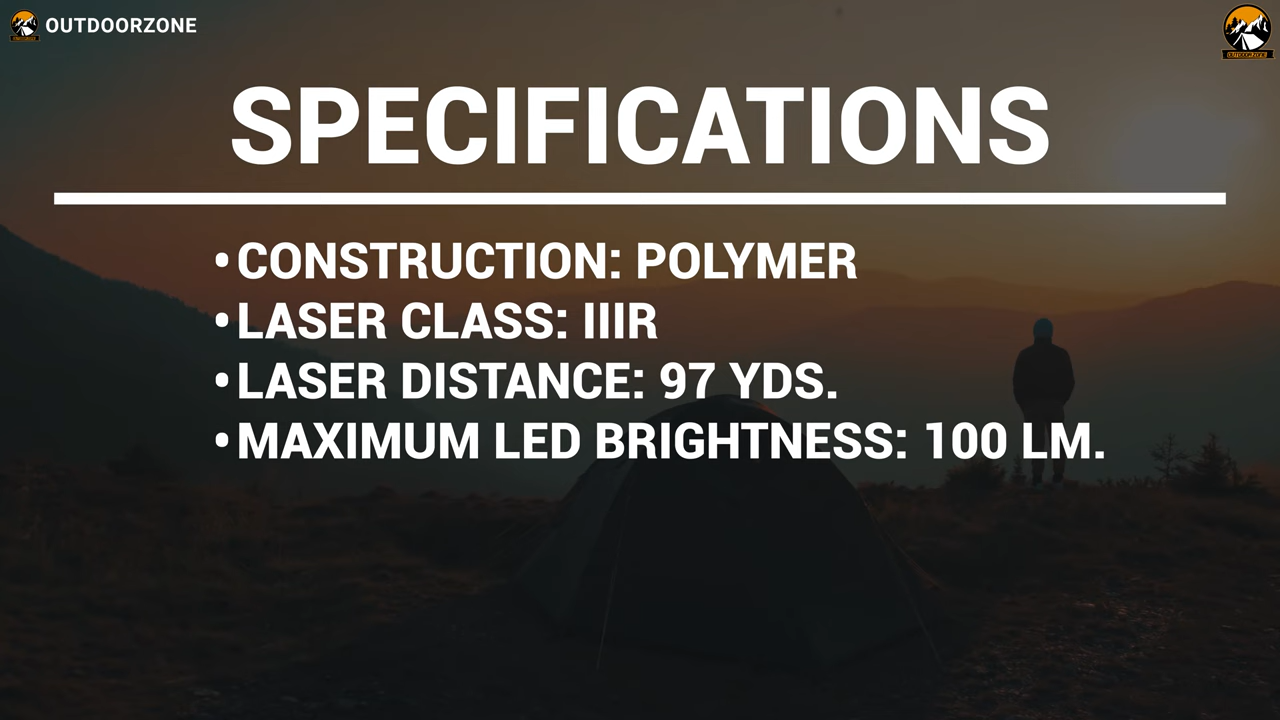 OUTDOORZONE
SPECIFICATIONS
• CONSTRUCTION: POLYMER
• LASER CLASS: IIIR
• LASER DISTANCE: 97 YDS.
• MAXIMUM LED BRIGHTNESS: 100 LM.